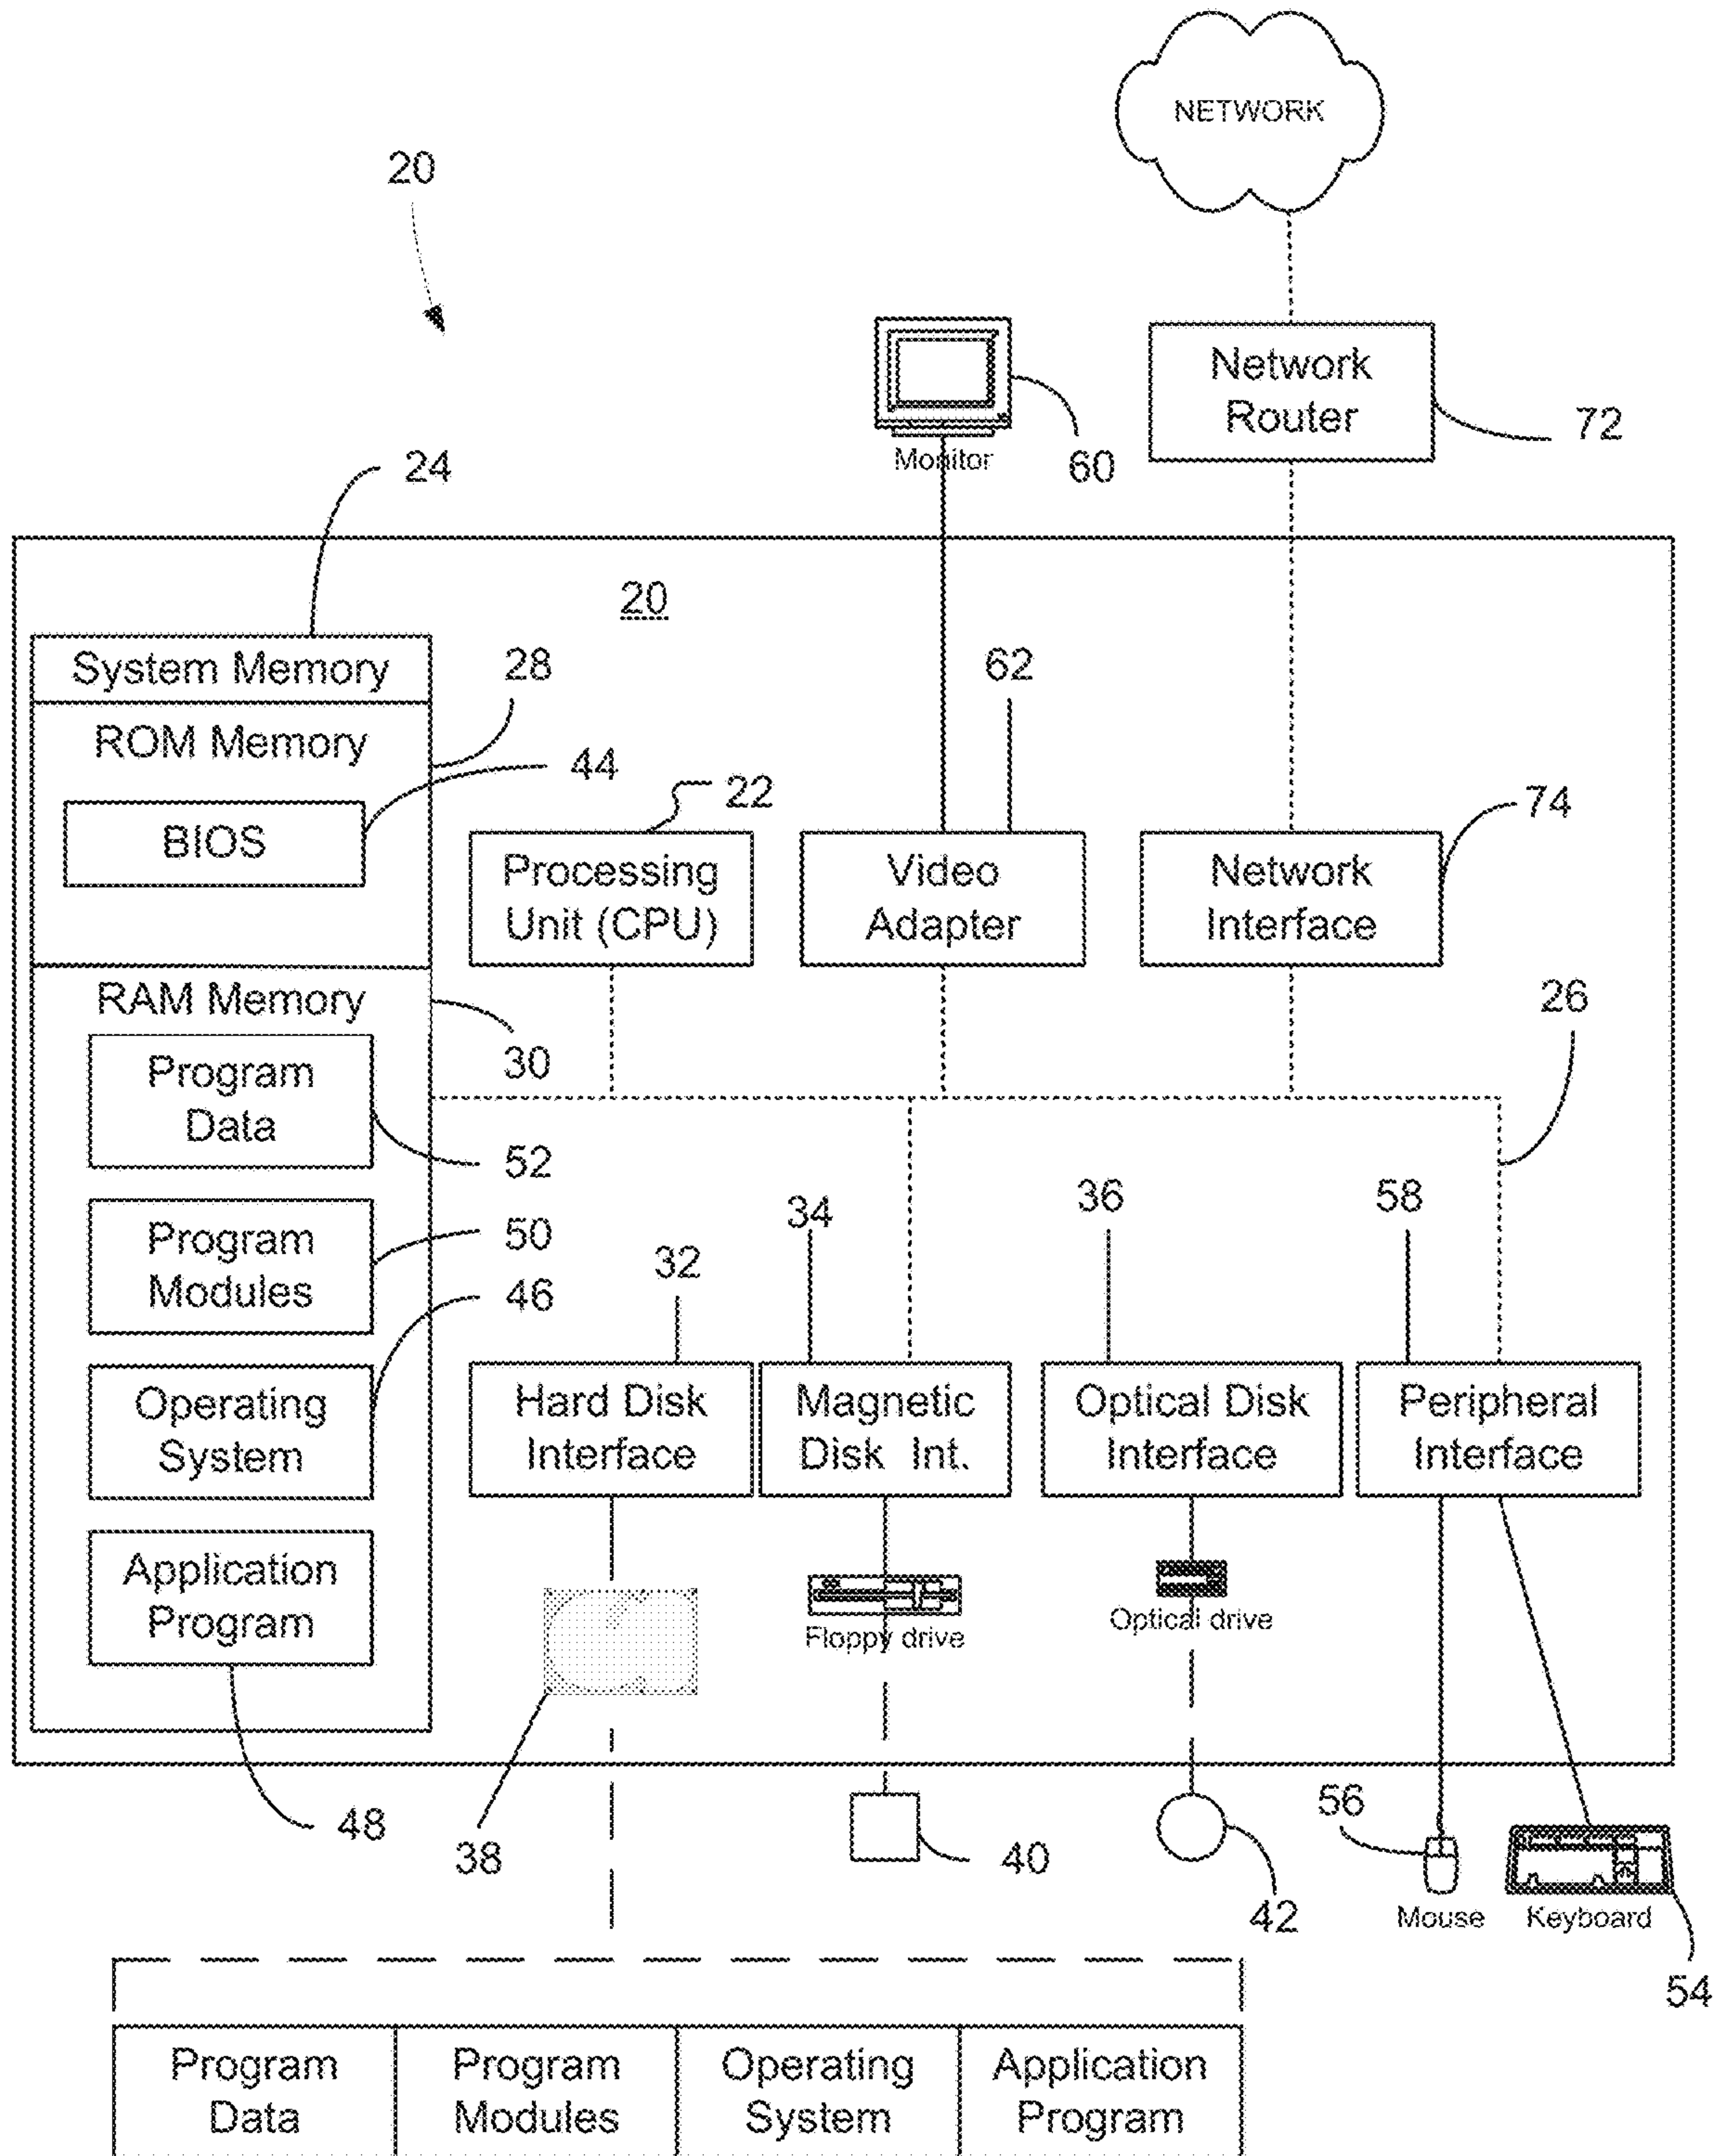 NETWORK
20
Network
Router
72
Monitor
60
24
20
System Memory
28
62
ROM Memory
44
22
74
BIOS
Processing
Unit (CPU)
Video
Adapter
Network
Interface
RAM Memory
26
30
Program
Data
52
34
36
58
Program
Modules
50
32
46
Operating
System
Hard Disk
Interface
Magnetic
Disk Int.
Optical Disk
Interface
Peripheral
Interface
Application
Program
Floppy drive
Optical drive
48
38
40
42
56
Mouse
Keyboard
54
Program
Data
Program
Modules
Operating
System
Application
Program